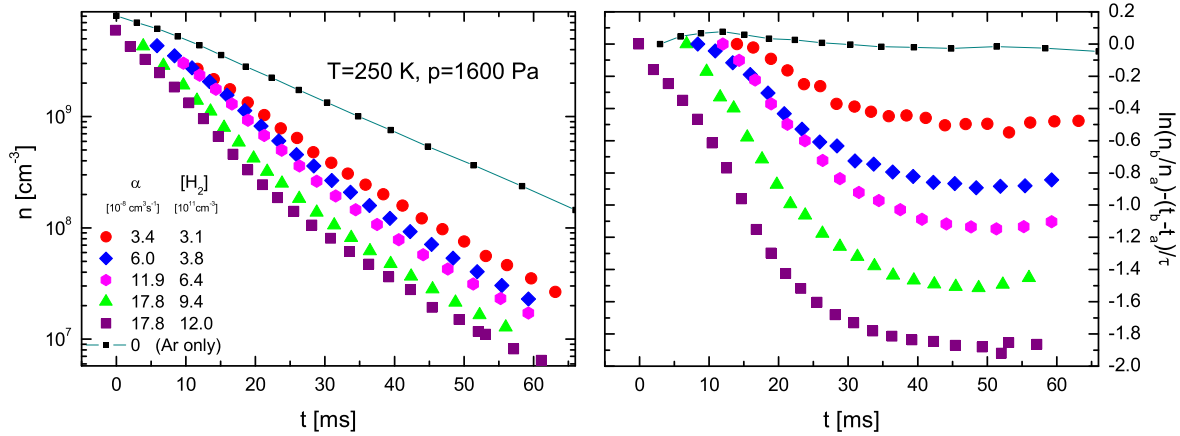 T=250 K, p=1600 Pa
n [cm⁻³]
10⁹
10⁸
10⁷
α [H₂]
[10⁻⁸ cm³s⁻¹] [10¹¹cm⁻³]
3.4 3.1
6.0 3.8
11.9 6.4
17.8 9.4
17.8 12.0
0 (Ar only)
0 10 20 30 40 50 60
t [ms]
0.2
0.0
-0.2
-0.4
-0.6
-0.8
-1.0
-1.2
-1.4
-1.6
-1.8
-2.0
ln(n_b/n_a)-(t_b-t_a)/τ
0 10 20 30 40 50 60
t [ms]